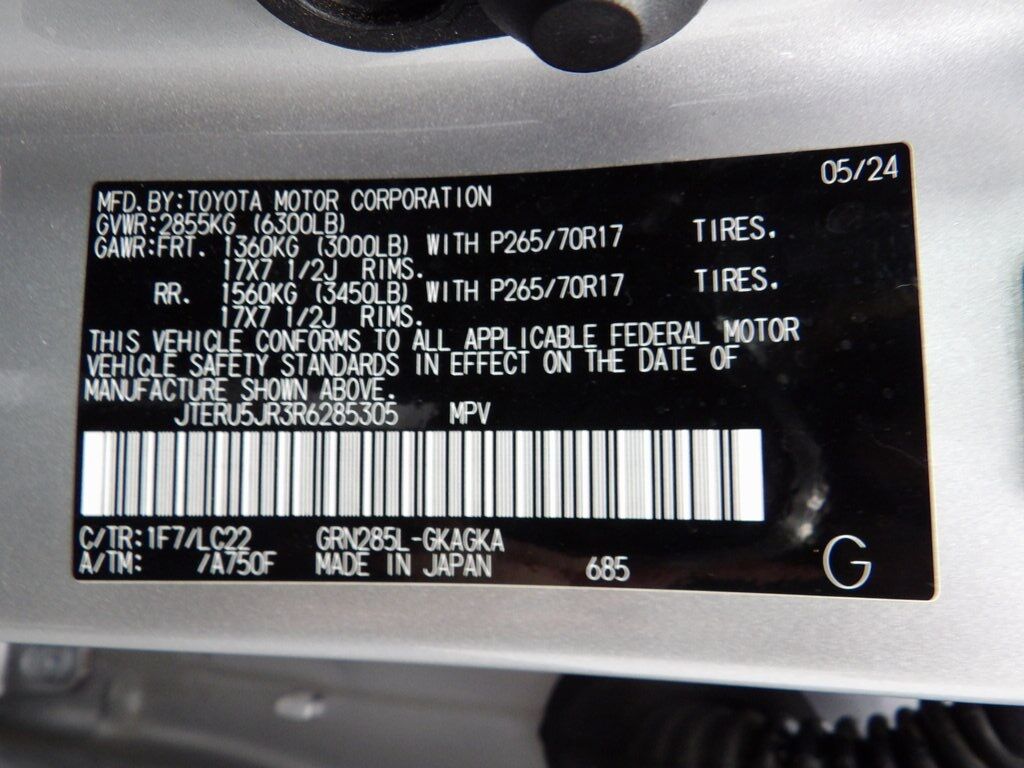 05/24
MFD.BY:TOYOTA MOTOR CORPORATION
GVWR:2855KG (6300LB)
GAWR:FRT. 1360KG (3000LB) WITH P265/70R17 TIRES.
17X7 1/2J RIMS.
RR. 1560KG (3450LB) WITH P265/70R17 TIRES.
17X7 1/2J RIMS.
THIS VEHICLE CONFORMS TO ALL APPLICABLE FEDERAL MOTOR
VEHICLE SAFETY STANDARDS IN EFFECT ON THE DATE OF
MANUFACTURE SHOWN ABOVE.
JTERU5JR3R6285305 MPV
C/TR:1F7/LC22 GRN285L-GKAGKA
A/TM: /A750F MADE IN JAPAN 685
G